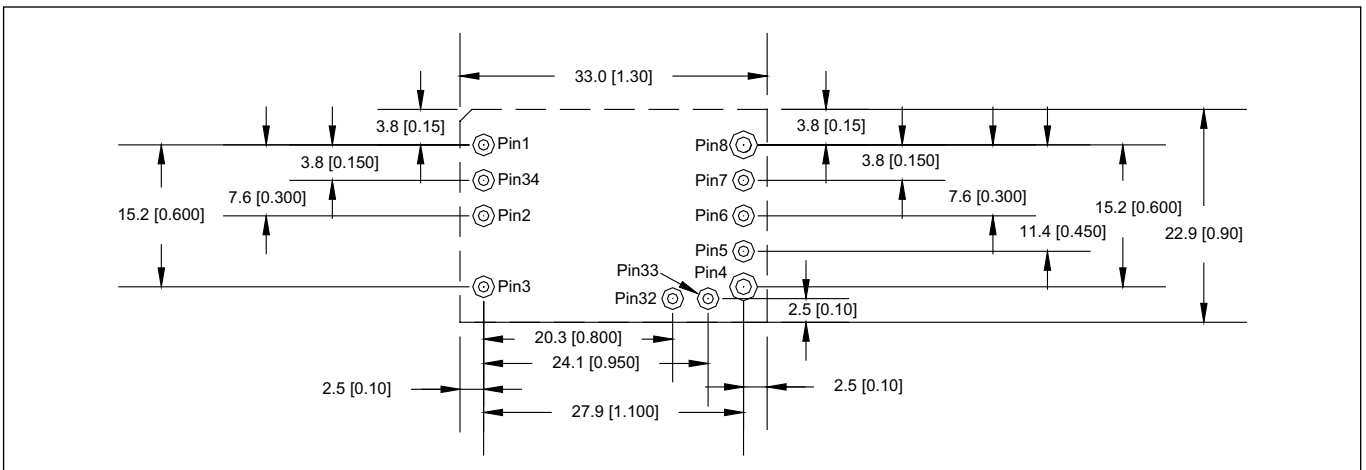 33.0 [1.30]
3.8 [0.15]
3.8 [0.15]
Pin1
Pin8
3.8 [0.150]
3.8 [0.150]
Pin34
Pin7
7.6 [0.300]
7.6 [0.300]
15.2 [0.600]
Pin2
Pin6
15.2 [0.600]
11.4 [0.450]
22.9 [0.90]
Pin5
Pin33
Pin4
Pin3
Pin32
2.5 [0.10]
20.3 [0.800]
24.1 [0.950]
2.5 [0.10]
2.5 [0.10]
27.9 [1.100]